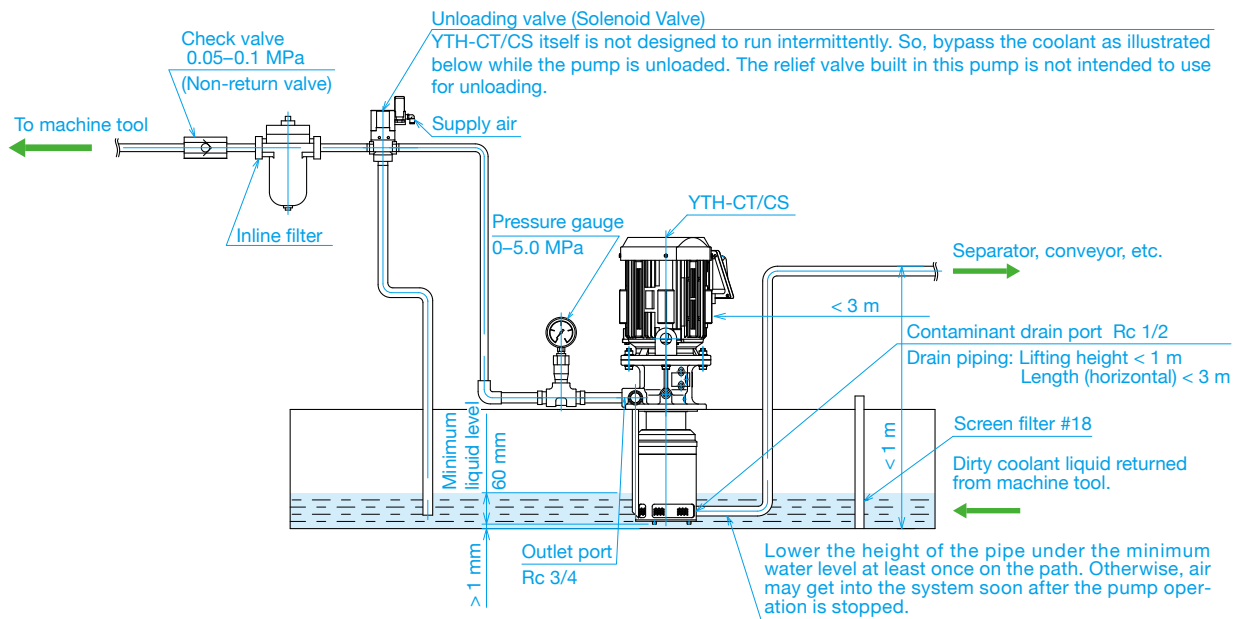 Unloading valve (Solenoid Valve)
YTH-CT/CS itself is not designed to run intermittently. So, bypass the coolant as illustrated
below while the pump is unloaded. The relief valve built in this pump is not intended to use
for unloading.
Check valve
0.05–0.1 MPa
(Non-return valve)
To machine tool
Supply air
Inline filter
Pressure gauge
0–5.0 MPa
YTH-CT/CS
Separator, conveyor, etc.
< 3 m
Contaminant drain port Rc 1/2
Drain piping: Lifting height < 1 m
Length (horizontal) < 3 m
Minimum
liquid level
60 mm
< 1 m
Screen filter #18
Dirty coolant liquid returned
from machine tool.
> 1 mm
Outlet port
Rc 3/4
Lower the height of the pipe under the minimum
water level at least once on the path. Otherwise, air
may get into the system soon after the pump oper-
ation is stopped.